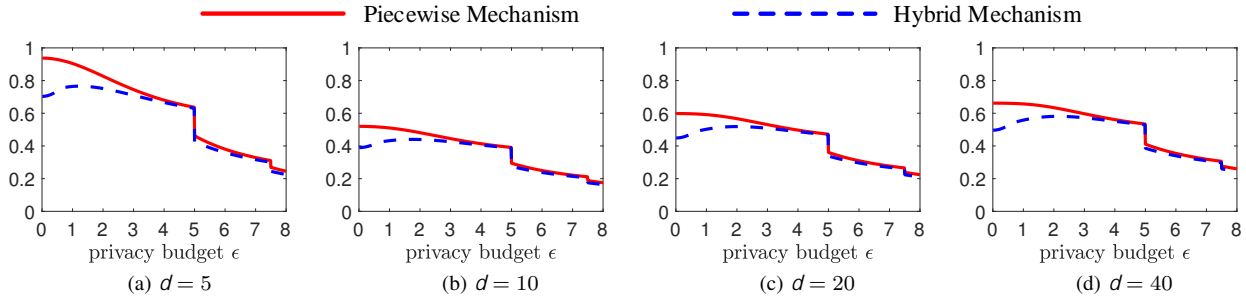 Piecewise Mechanism Hybrid Mechanism
1 1 1 1
0.8 0.8 0.8 0.8
0.6 0.6 0.6 0.6
0.4 0.4 0.4 0.4
0.2 0.2 0.2 0.2
0 0 0 0
0 1 2 3 4 5 6 7 8 0 1 2 3 4 5 6 7 8 0 1 2 3 4 5 6 7 8 0 1 2 3 4 5 6 7 8
privacy budget ϵ privacy budget ϵ privacy budget ϵ privacy budget ϵ
(a) d = 5 (b) d = 10 (c) d = 20 (d) d = 40